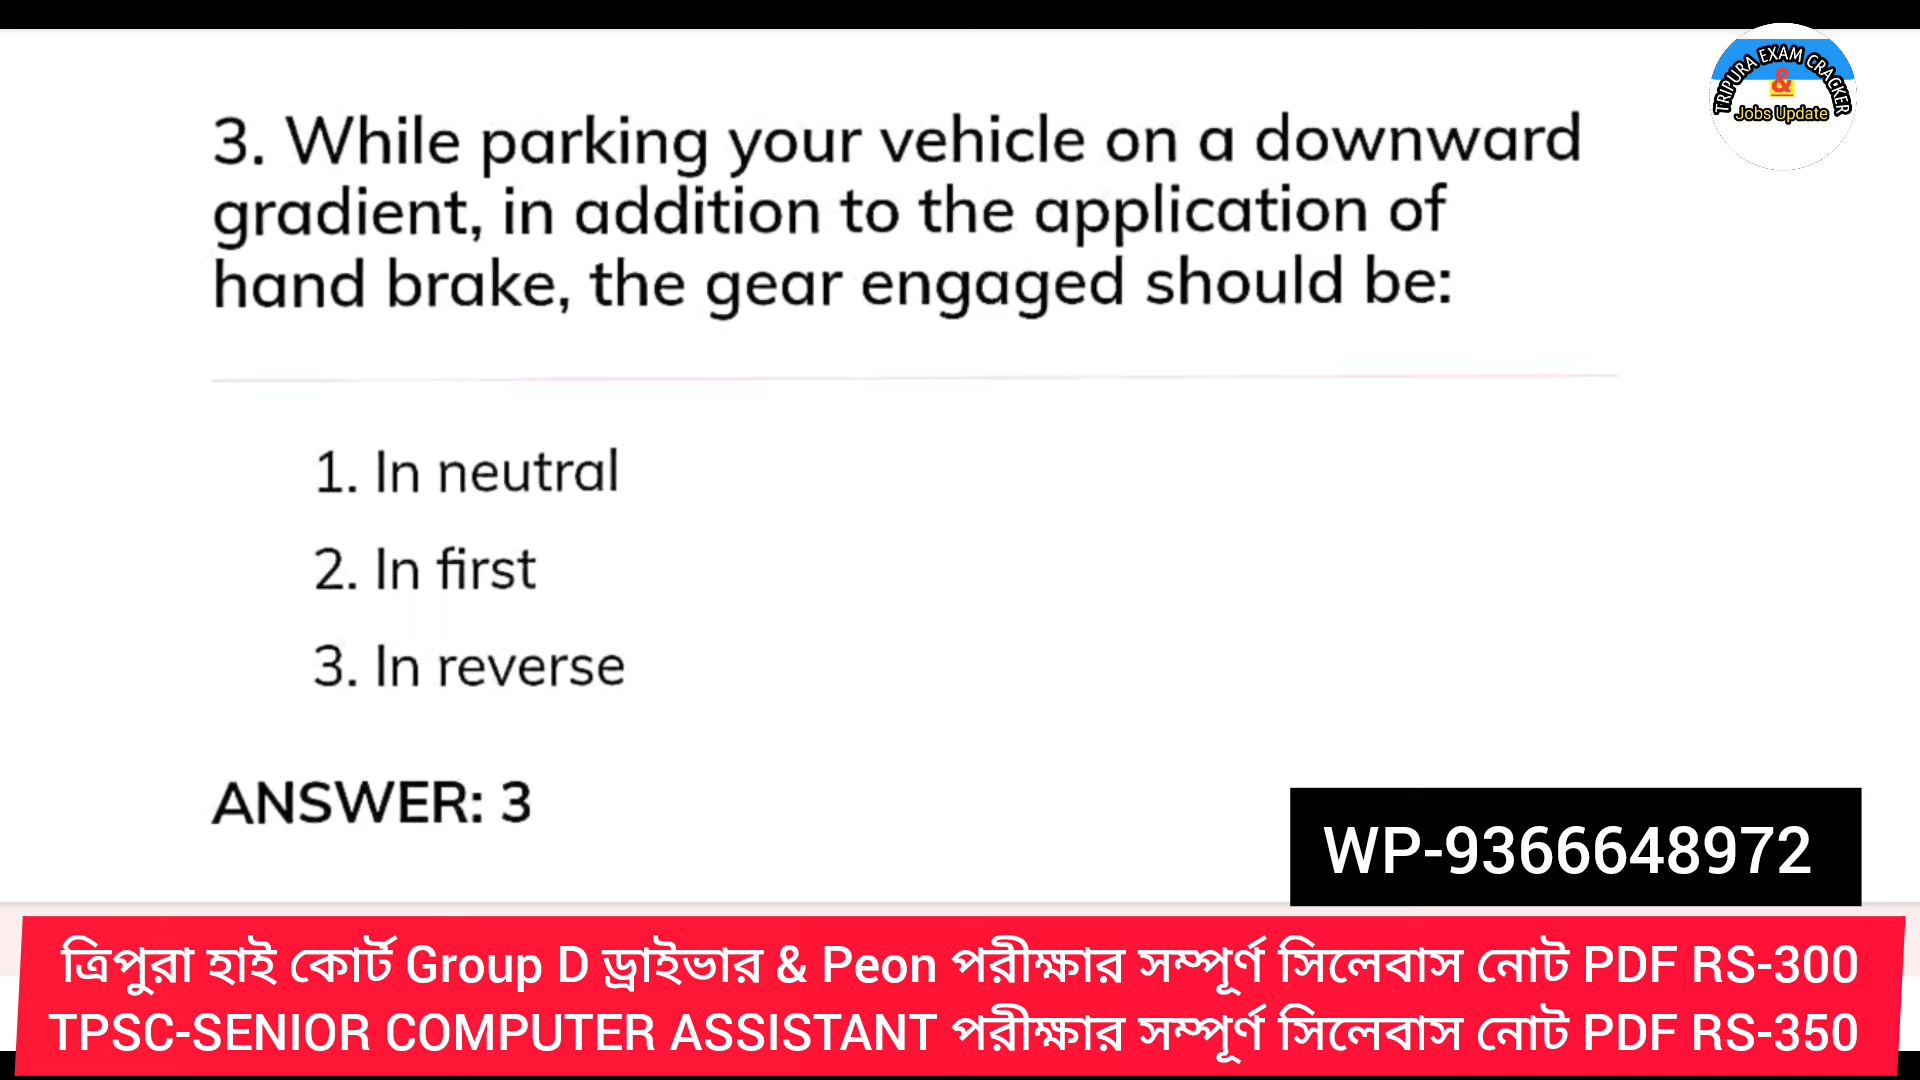 TRIPURA EXAM CRACKER
&
Jobs Update
3. While parking your vehicle on a downward
gradient, in addition to the application of
hand brake, the gear engaged should be:
1. In neutral
2. In first
3. In reverse
ANSWER: 3
WP-9366648972
ত্রিপুরা হাই কোর্ট Group D ড্রাইভার & Peon পরীক্ষার সম্পূর্ণ সিলেবাস নোট PDF RS-300
TPSC-SENIOR COMPUTER ASSISTANT পরীক্ষার সম্পূর্ণ সিলেবাস নোট PDF RS-350